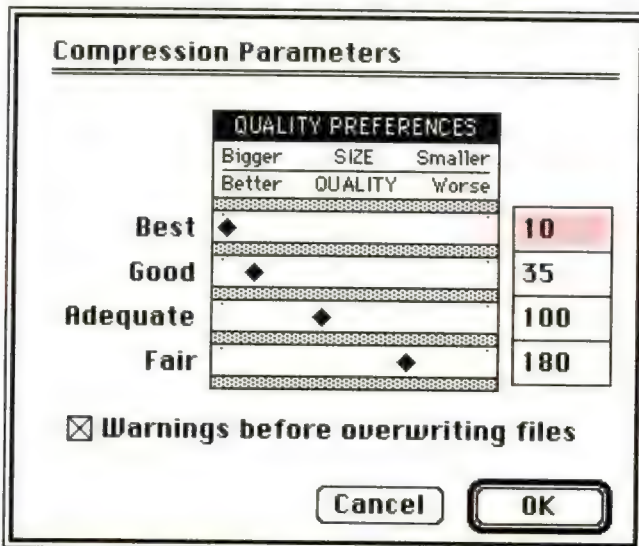 Compression Parameters
QUALITY PREFERENCES
Bigger SIZE Smaller
Better QUALITY Worse
Best 10
Good 35
Adequate 100
Fair 180
Warnings before overwriting files
Cancel OK